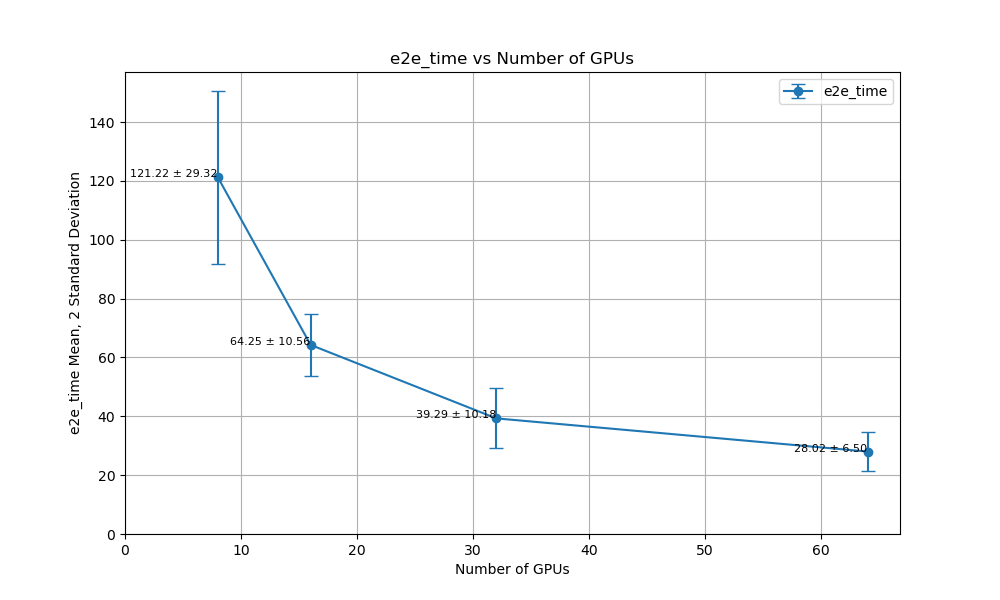 e2e_time vs Number of GPUs
e2e_time
140
120
100
80
60
40
20
0
e2e_time Mean, 2 Standard Deviation
121.22 ± 29.32
64.25 ± 10.56
39.29 ± 10.18
28.02 ± 6.50
0 10 20 30 40 50 60
Number of GPUs